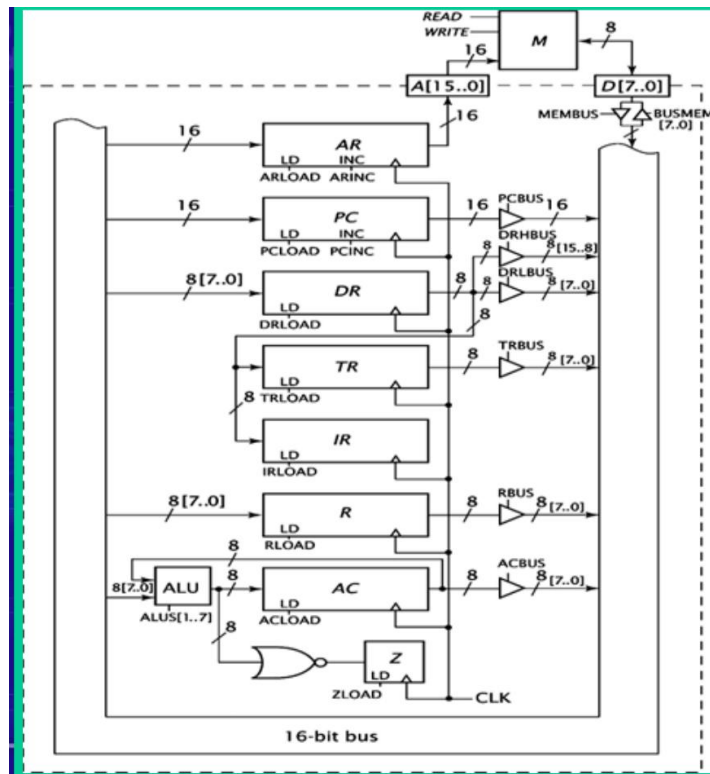 READ
WRITE
M
8
16
A[15..0]
D[7..0]
16
MEMBUS
BUSMEM
[7..0]
16
AR
LD
INC
ARLOAD
ARINC
16
PC
LD
INC
PCLOAD
PCINC
16
PCBUS
16
DRHBUS
8
8[15..8]
8[7..0]
DR
LD
DRLOAD
8
8
DRLBUS
8[7..0]
8
TR
LD
TRLOAD
8
TRBUS
8[7..0]
8
IR
LD
IRLOAD
8[7..0]
R
LD
RLOAD
8
RBUS
8[7..0]
8
8[7..0]
ALU
ALUS[1..7]
8
AC
LD
ACLOAD
8
ACBUS
8[7..0]
8
Z
LD
ZLOAD
CLK
16-bit bus